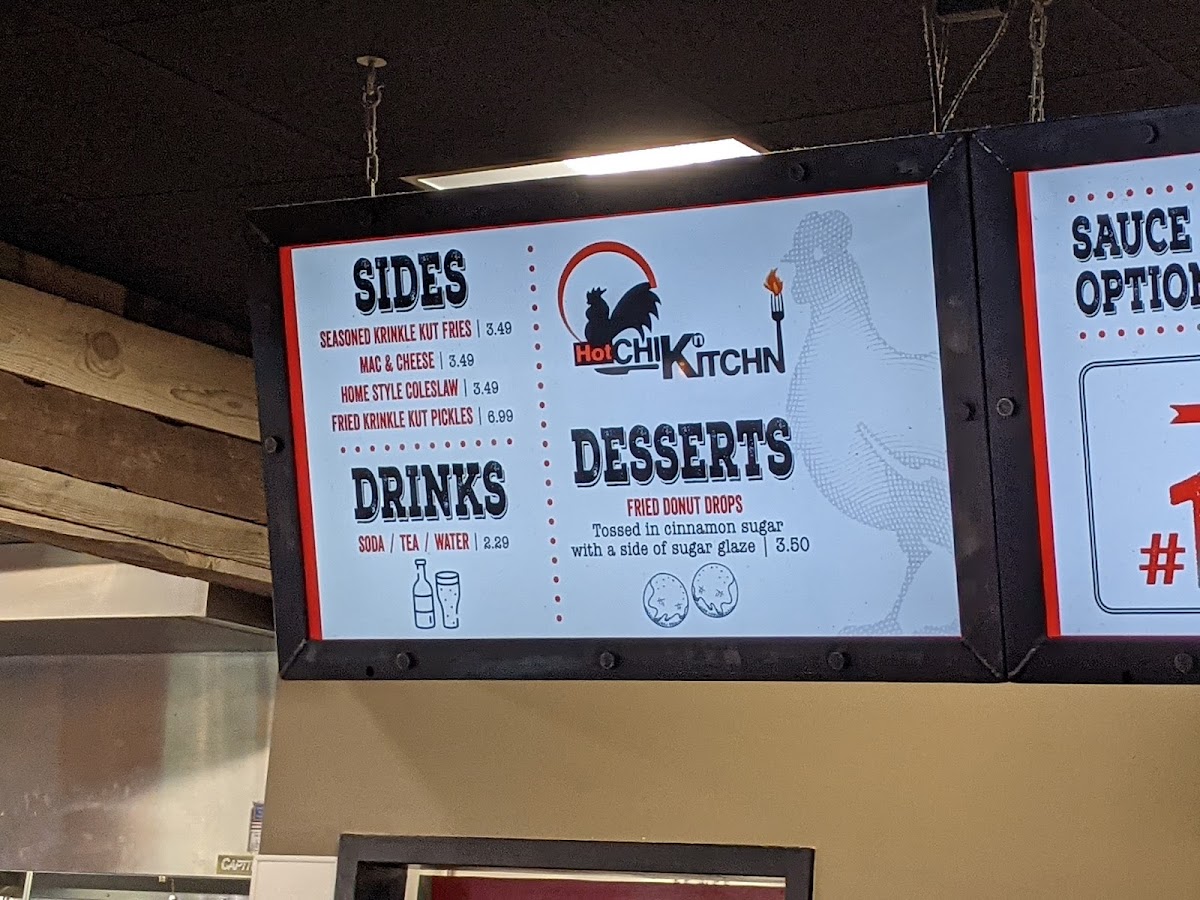 SIDES
SEASONED KRINKLE KUT FRIES | 3.49
MAC & CHEESE | 3.49
HOME STYLE COLESLAW | 3.49
FRIED KRINKLE KUT PICKLES | 6.99
DRINKS
SODA / TEA / WATER | 2.29
Hot CHIKn KITCHN
DESSERTS
FRIED DONUT DROPS
Tossed in cinnamon sugar
with a side of sugar glaze | 3.50
SAUCE
OPTION
#1